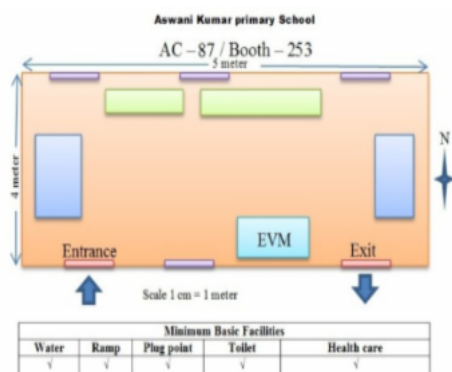 Aswani Kumar primary School
AC – 87 / Booth – 253
5 meter
4 meter
N
EVM
Entrance
Exit
Scale 1 cm = 1 meter
Minimum Basic Facilities
Water Ramp Plug point Toilet Health care
√ √ √ √ √